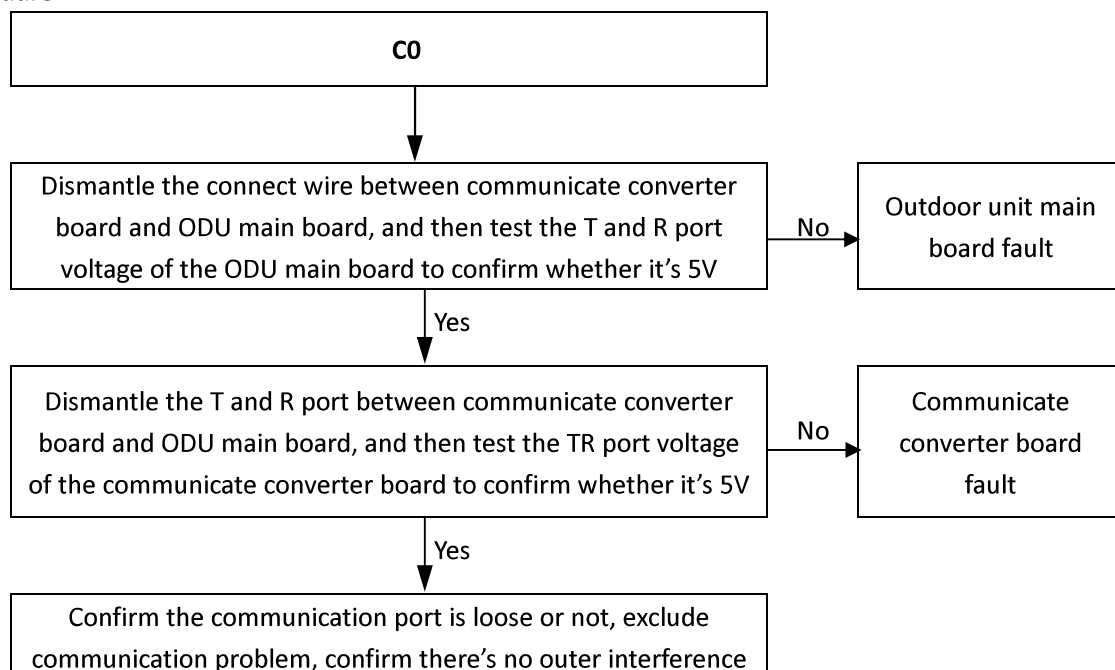 C0
Dismantle the connect wire between communicate converter
board and ODU main board, and then test the T and R port
voltage of the ODU main board to confirm whether it's 5V
No
Outdoor unit main
board fault
Yes
Dismantle the T and R port between communicate converter
board and ODU main board, and then test the TR port voltage
of the communicate converter board to confirm whether it's 5V
No
Communicate
converter board
fault
Yes
Confirm the communication port is loose or not, exclude
communication problem, confirm there's no outer interference